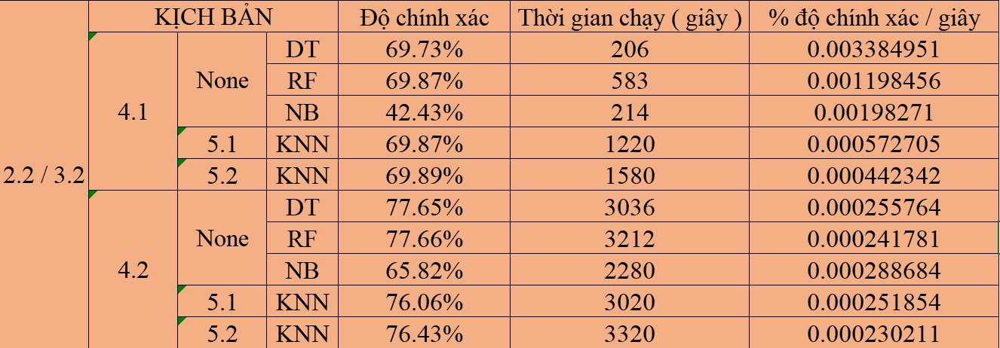 KỊCH BẢN Độ chính xác Thời gian chạy ( giây ) % độ chính xác / giây
2.2 / 3.2 4.1 None DT 69.73% 206 0.003384951
RF 69.87% 583 0.001198456
NB 42.43% 214 0.00198271
5.1 KNN 69.87% 1220 0.000572705
5.2 KNN 69.89% 1580 0.000442342
4.2 None DT 77.65% 3036 0.000255764
RF 77.66% 3212 0.000241781
NB 65.82% 2280 0.000288684
5.1 KNN 76.06% 3020 0.000251854
5.2 KNN 76.43% 3320 0.000230211